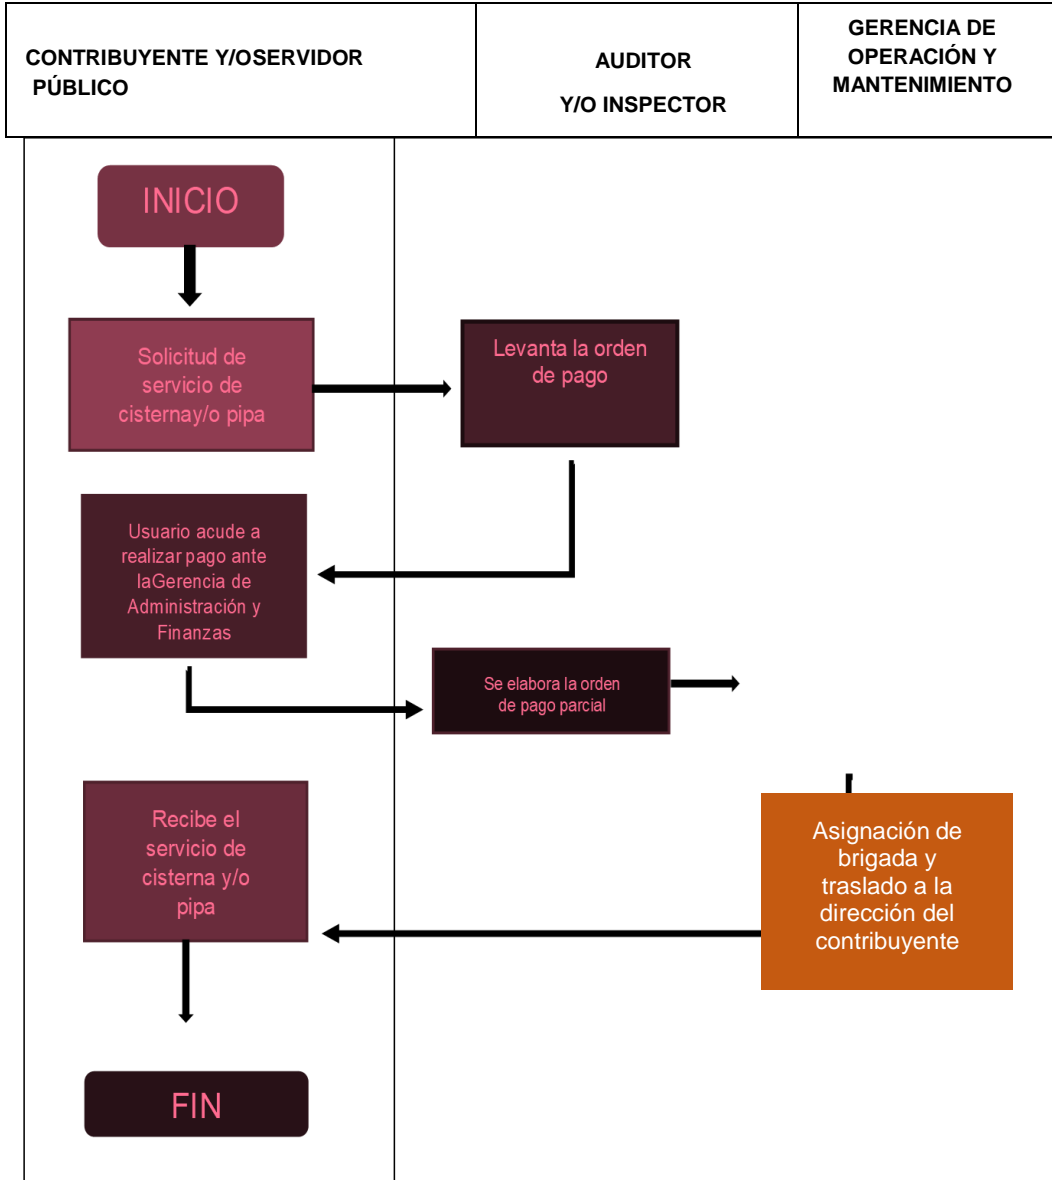 CONTRIBUYENTE Y/OSERVIDOR
PÚBLICO
AUDITOR
Y/O INSPECTOR
GERENCIA DE
OPERACIÓN Y
MANTENIMIENTO
INICIO
Solicitud de
servicio de
cisternay/o pipa
Levanta la orden
de pago
Usuario acude a
realizar pago ante
laGerencia de
Administración y
Finanzas
Se elabora la orden
de pago parcial
Asignación de
brigada y
traslado a la
dirección del
contribuyente
Recibe el
servicio de
cisterna y/o
pipa
FIN